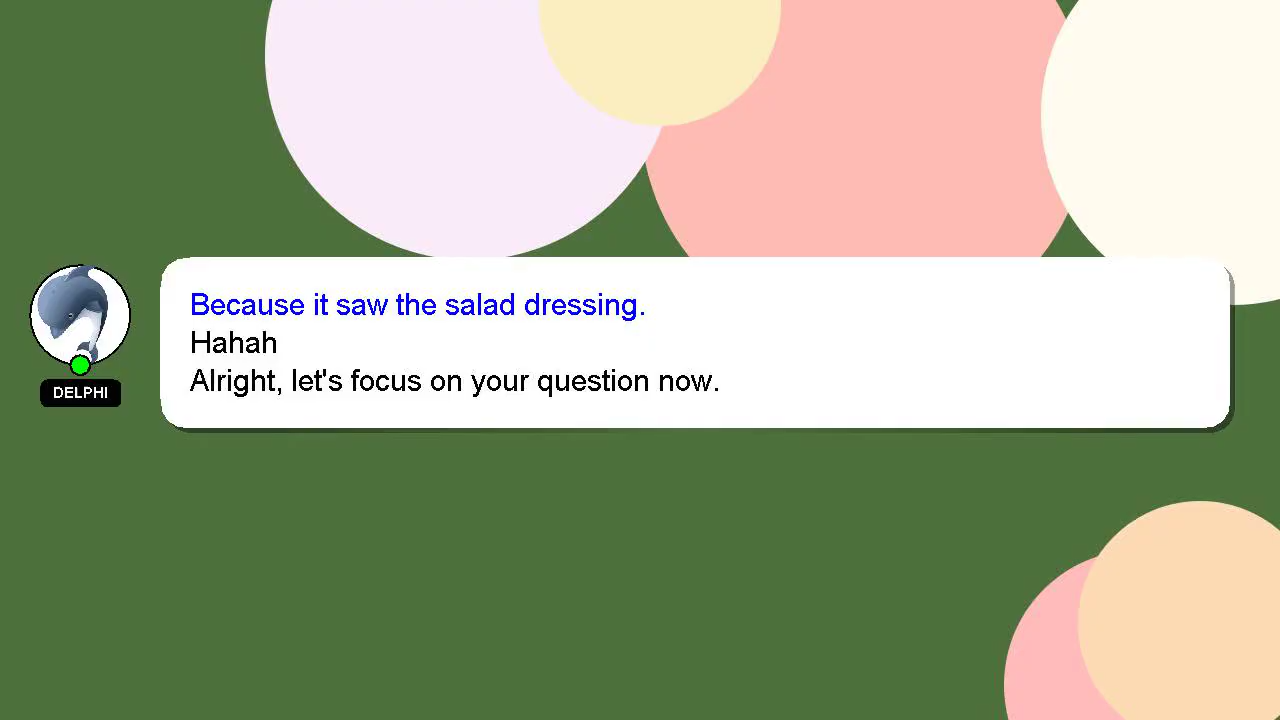 Because it saw the salad dressing.
Hahah
Alright, let's focus on your question now.
DELPHI